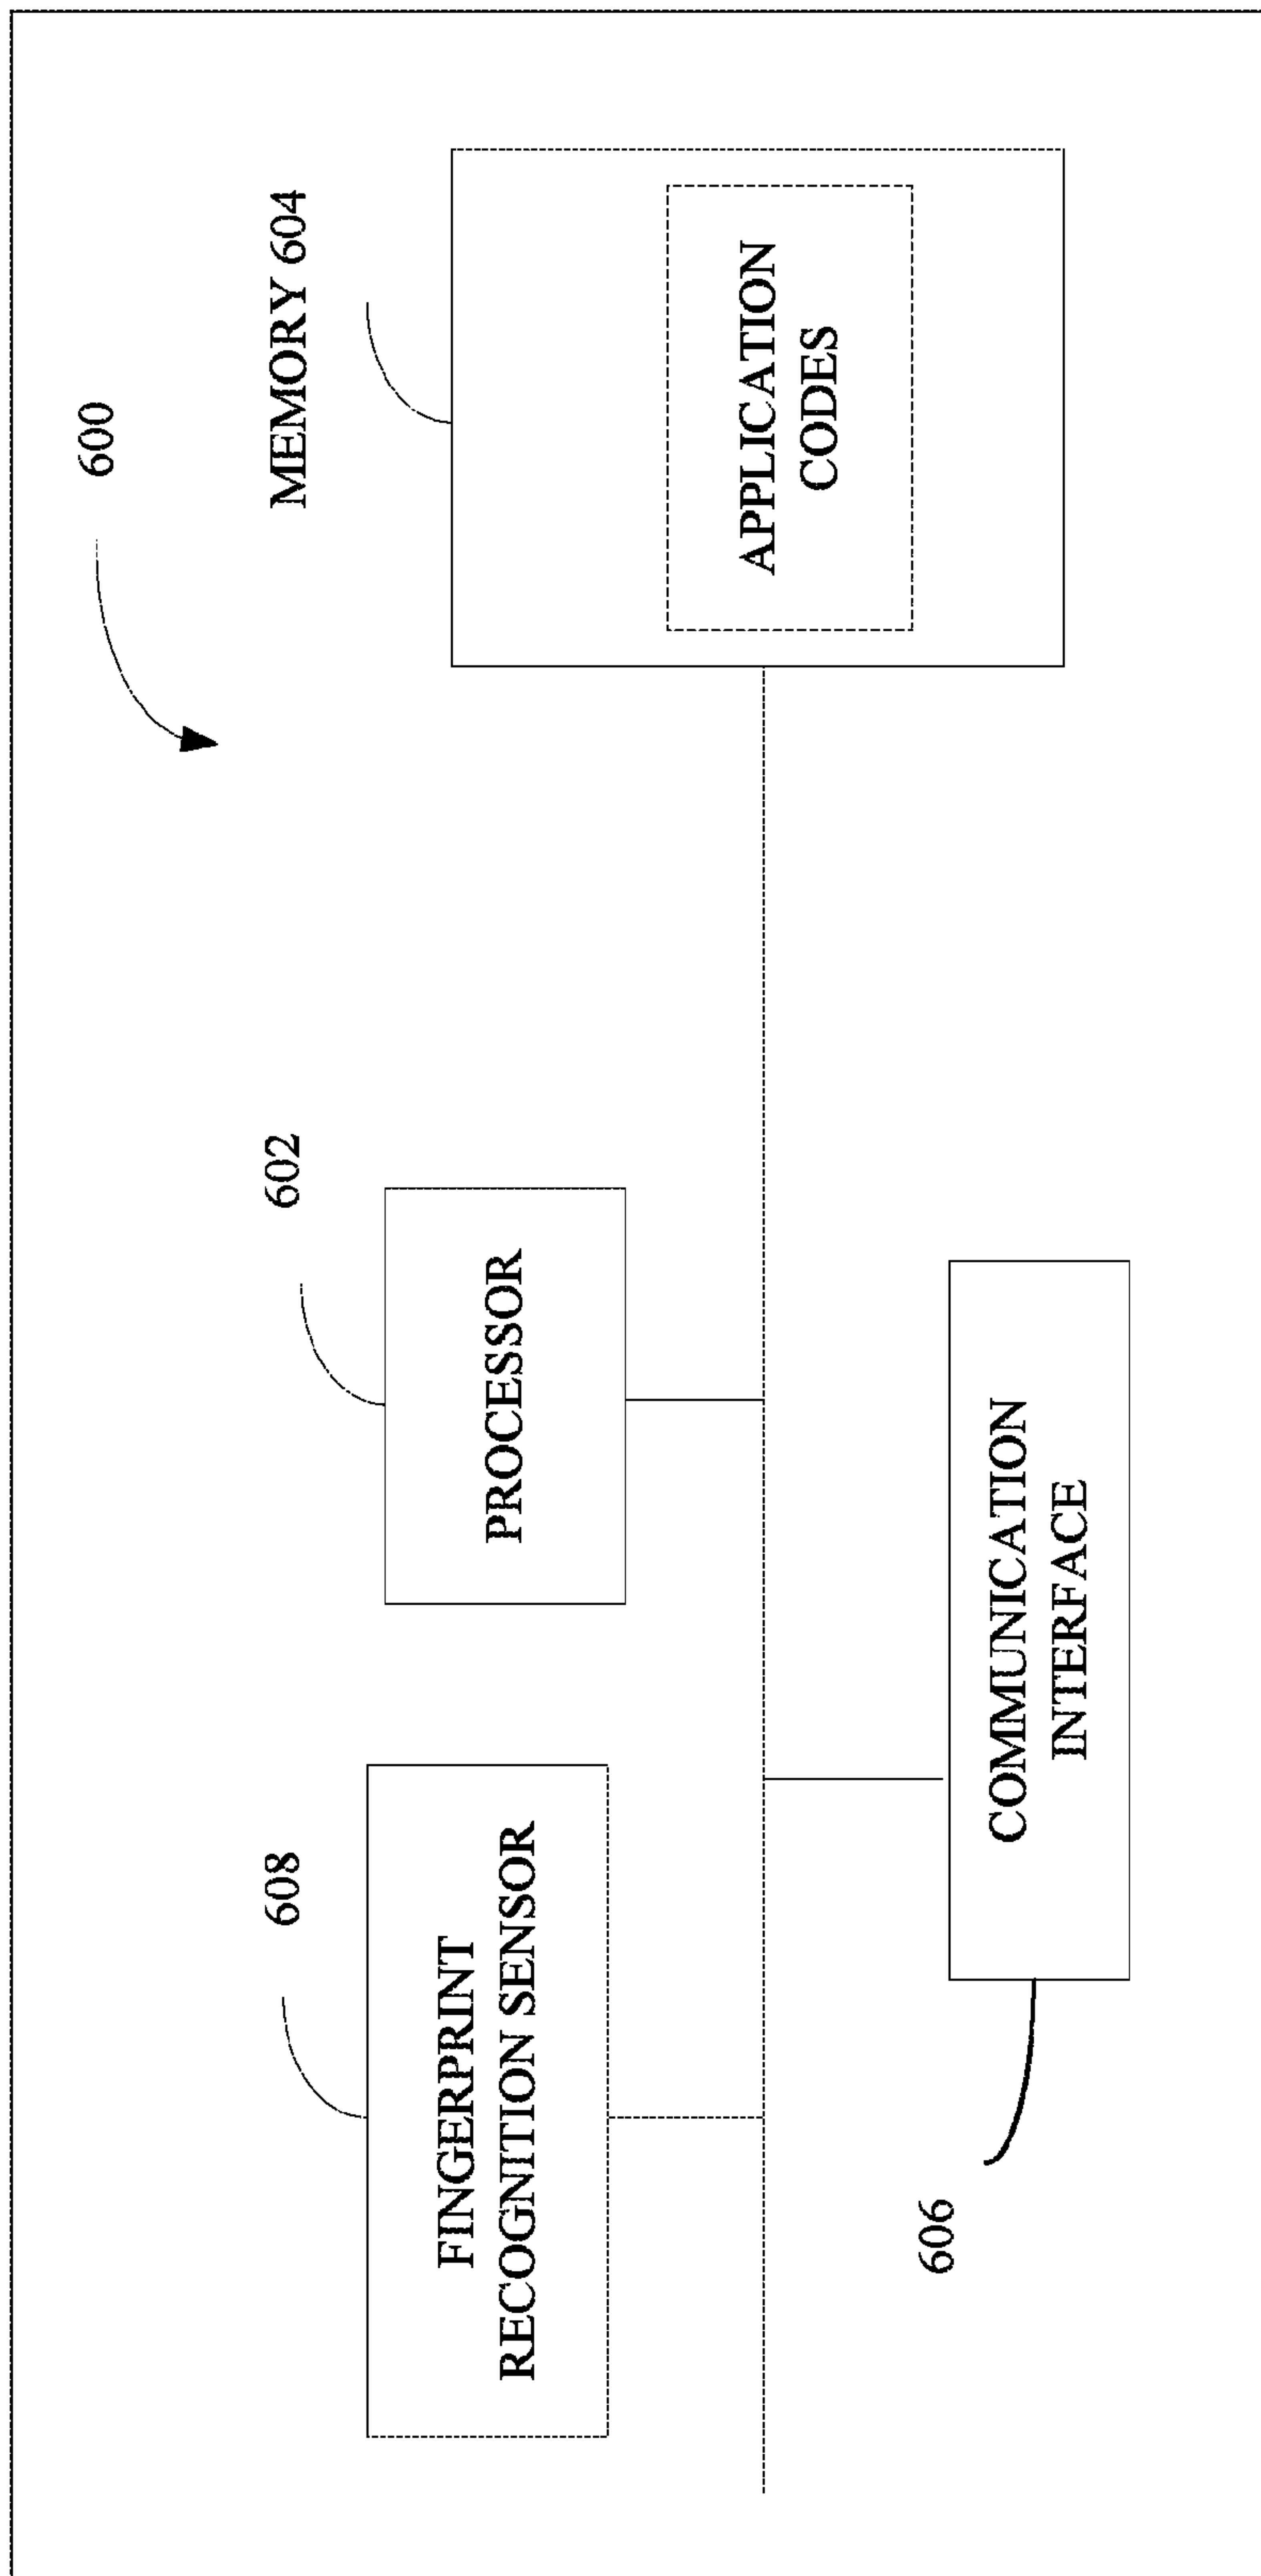 600
MEMORY 604
602
608
PROCESSOR
FINGERPRINT
RECOGNITION SENSOR
APPLICATION
CODES
606
COMMUNICATION
INTERFACE